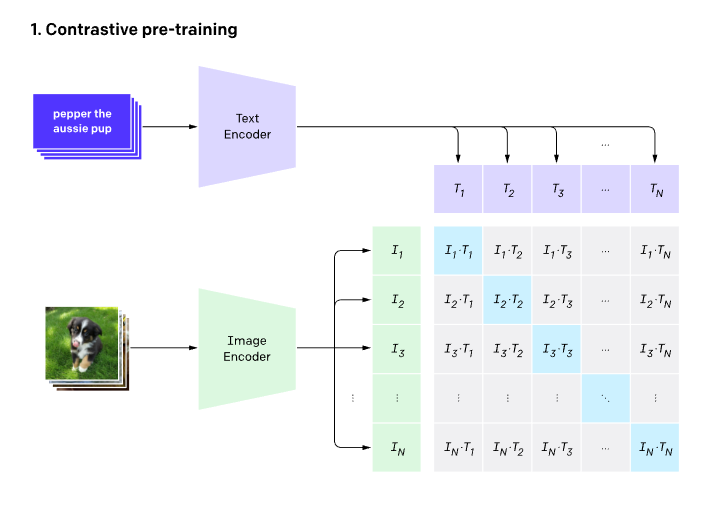 1. Contrastive pre-training
pepper the
aussie pup
Text
Encoder
...
T1 T2 T3 ... TN
I1 I1·T1 I1·T2 I1·T3 ... I1·TN
I2 I2·T1 I2·T2 I2·T3 ... I2·TN
Image
Encoder
I3 I3·T1 I3·T2 I3·T3 ... I3·TN
⋮ ⋮ ⋮ ⋮ ⋮ ⋱ ⋮
IN IN·T1 IN·T2 IN·T3 ... IN·TN